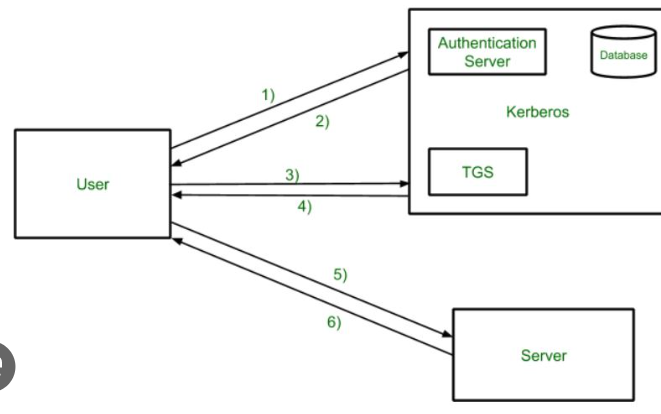 Authentication
Server
Database
1)
2)
Kerberos
User
3)
TGS
4)
5)
6)
Server